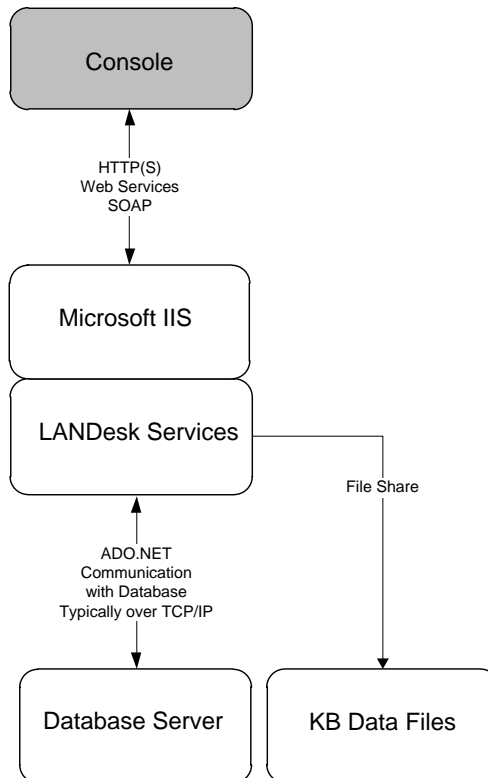 Console
HTTP(S)
Web Services
SOAP
Microsoft IIS
LANDesk Services
File Share
ADO.NET
Communication
with Database
Typically over TCP/IP
Database Server
KB Data Files